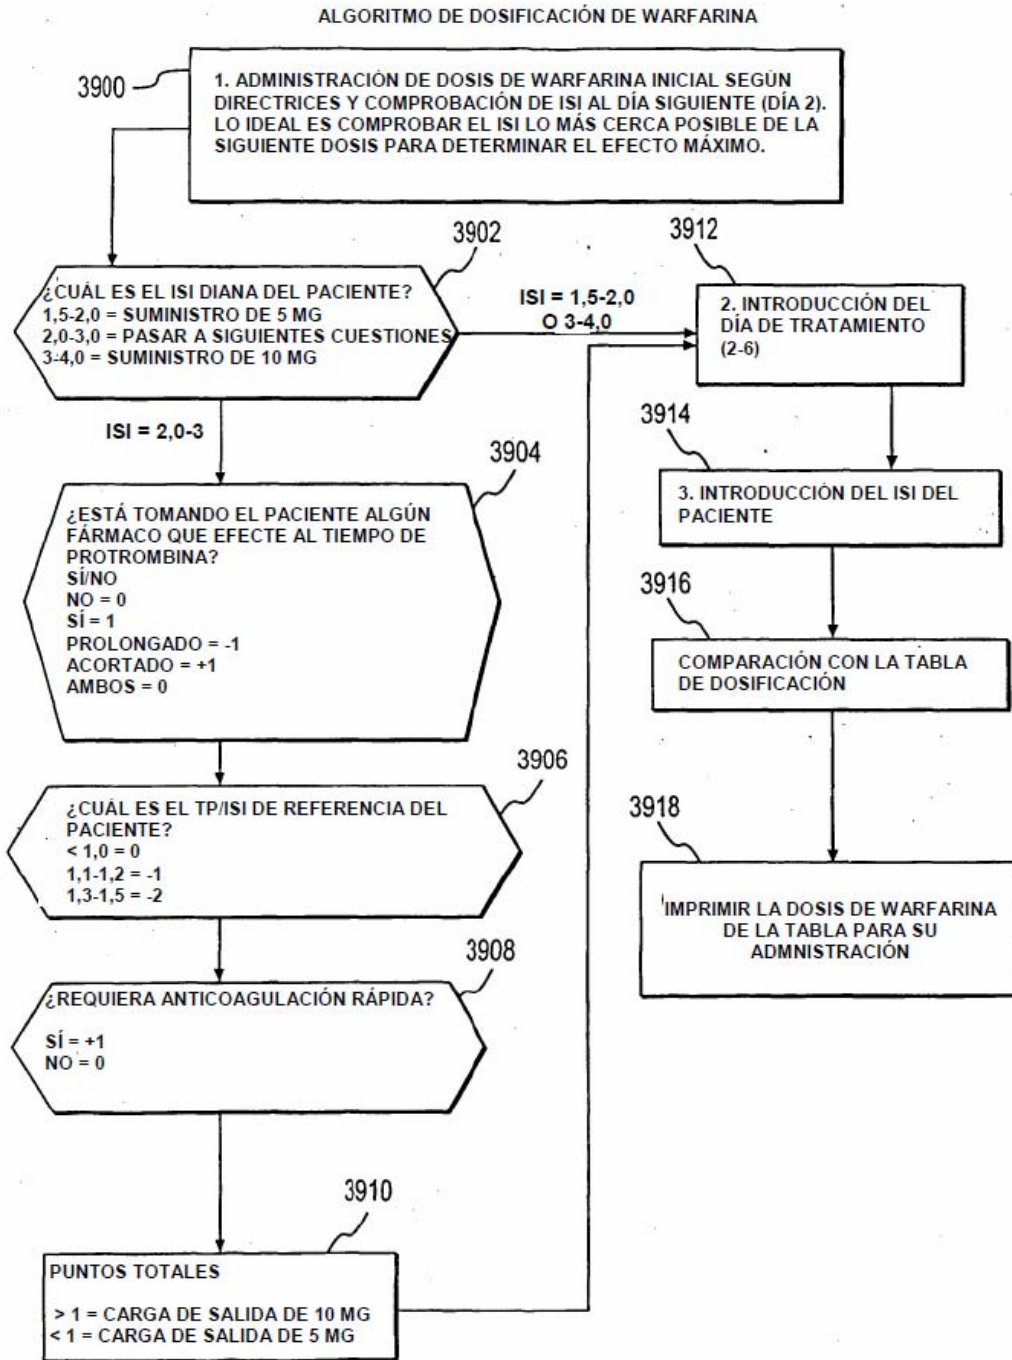 ALGORITMO DE DOSIFICACIÓN DE WARFARINA
3900
1. ADMINISTRACIÓN DE DOSIS DE WARFARINA INICIAL SEGÚN
DIRECTRICES Y COMPROBACIÓN DE ISI AL DÍA SIGUIENTE (DÍA 2).
LO IDEAL ES COMPROBAR EL ISI LO MÁS CERCA POSIBLE DE LA
SIGUIENTE DOSIS PARA DETERMINAR EL EFECTO MÁXIMO.
3902
¿CUÁL ES EL ISI DIANA DEL PACIENTE?
1,5-2,0 = SUMINISTRO DE 5 MG
2,0-3,0 = PASAR A SIGUIENTES CUESTIONES
3-4,0 = SUMINISTRO DE 10 MG
ISI = 1,5-2,0
O 3-4,0
ISI = 2,0-3
3904
¿ESTÁ TOMANDO EL PACIENTE ALGÚN
FÁRMACO QUE EFECTE AL TIEMPO DE
PROTROMBINA?
SÍ/NO
NO = 0
SÍ = 1
PROLONGADO = -1
ACORTADO = +1
AMBOS = 0
3906
¿CUÁL ES EL TP/ISI DE REFERENCIA DEL
PACIENTE?
< 1,0 = 0
1,1-1,2 = -1
1,3-1,5 = -2
3908
¿REQUIERA ANTICOAGULACIÓN RÁPIDA?
SÍ = +1
NO = 0
3910
PUNTOS TOTALES
> 1 = CARGA DE SALIDA DE 10 MG
< 1 = CARGA DE SALIDA DE 5 MG
3912
2. INTRODUCCIÓN DEL
DÍA DE TRATAMIENTO
(2-6)
3914
3. INTRODUCCIÓN DEL ISI DEL
PACIENTE
3916
COMPARACIÓN CON LA TABLA
DE DOSIFICACIÓN
3918
IMPRIMIR LA DOSIS DE WARFARINA
DE LA TABLA PARA SU
ADMNISTRACIÓN